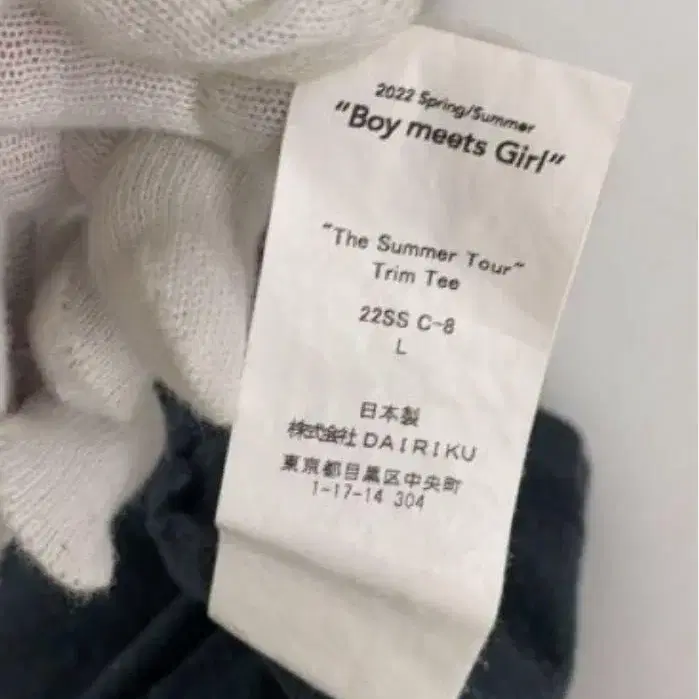 2022 Spring/Summer
"Boy meets Girl"
"The Summer Tour"
Trim Tee
22SS C-8
L
日本製
株式会社 DAIRIKU
東京都目黒区中央町
1-17-14 304